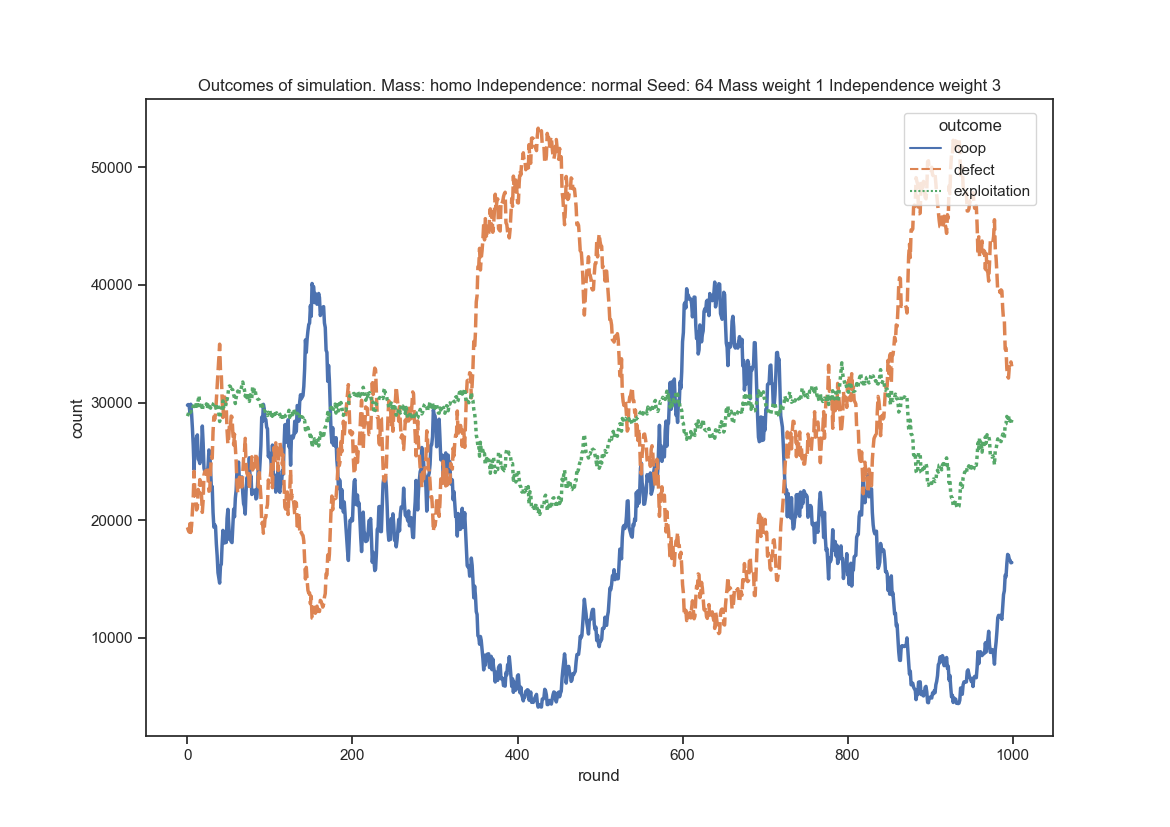 Outcomes of simulation. Mass: homo Independence: normal Seed: 64 Mass weight 1 Independence weight 3
outcome
coop
defect
exploitation
50000
40000
30000
20000
10000
count
0 200 400 600 800 1000
round